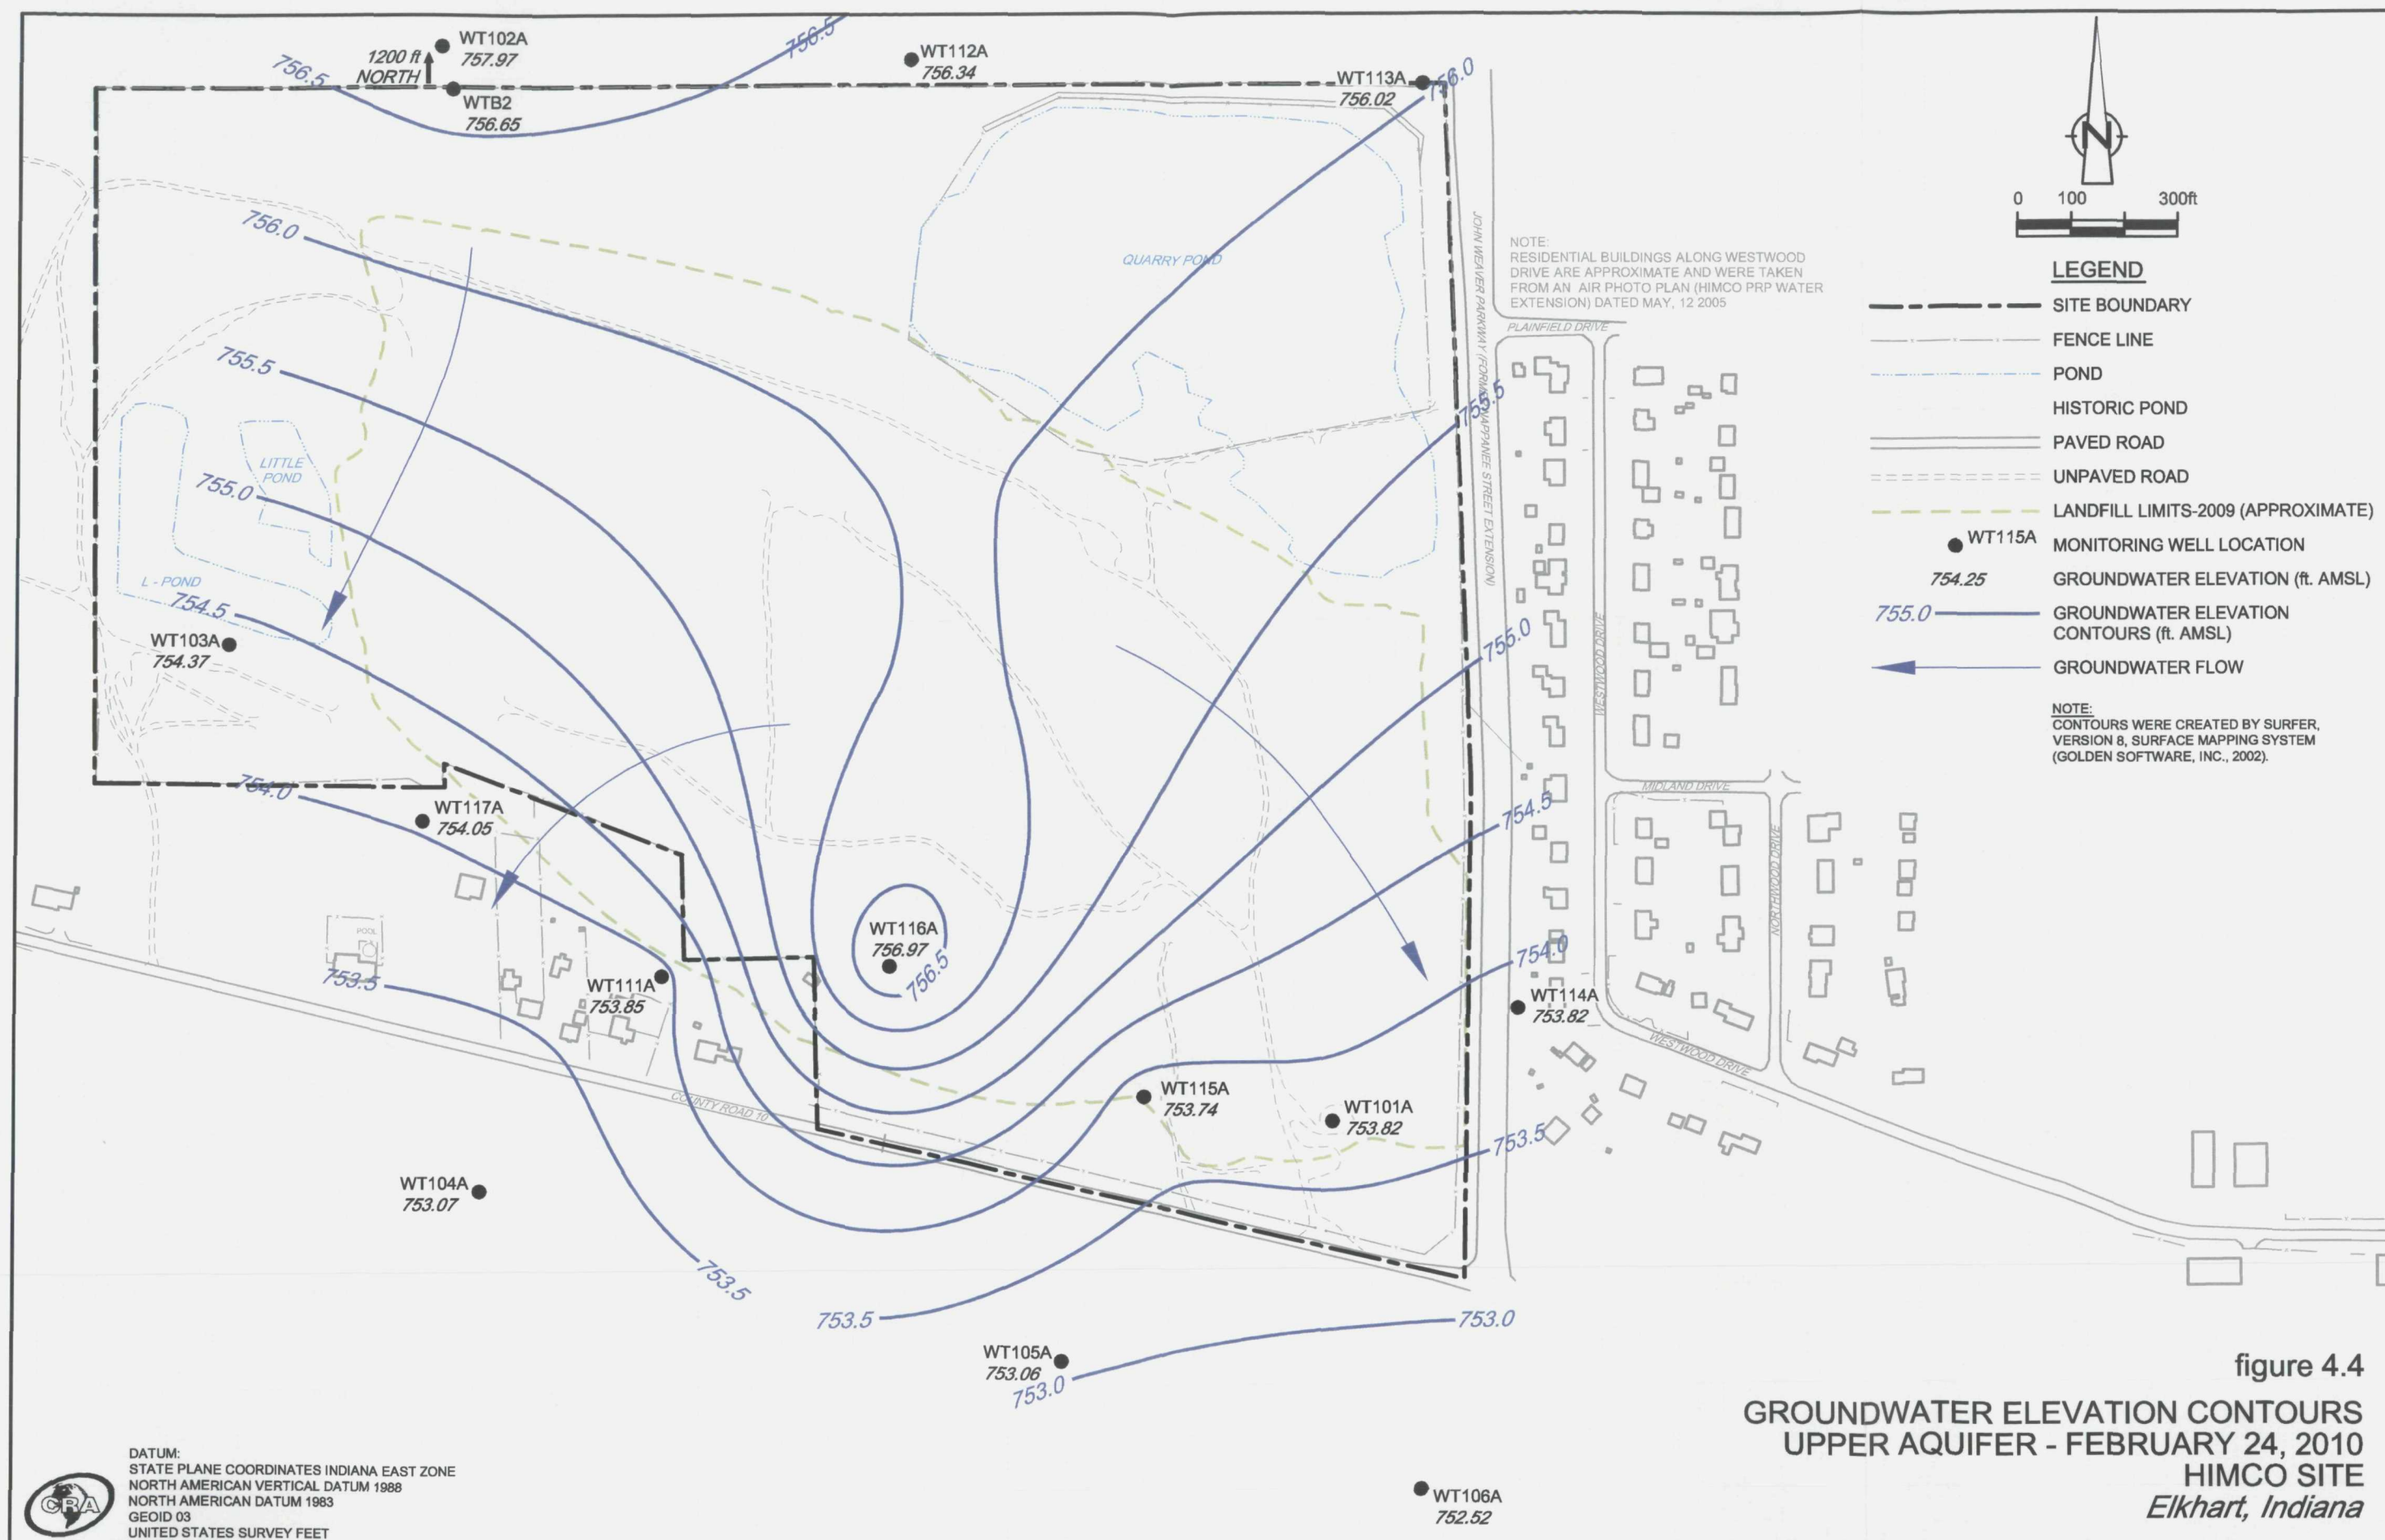 WT102A
757.97
1200 ft
NORTH
756.5
WTB2
756.65
756.5
WT112A
756.34
WT113A
756.02
756.0
N
0 100 300ft
LEGEND
SITE BOUNDARY
FENCE LINE
POND
HISTORIC POND
PAVED ROAD
UNPAVED ROAD
LANDFILL LIMITS-2009 (APPROXIMATE)
WT115A MONITORING WELL LOCATION
754.25 GROUNDWATER ELEVATION (ft. AMSL)
755.0 GROUNDWATER ELEVATION
CONTOURS (ft. AMSL)
GROUNDWATER FLOW
NOTE:
CONTOURS WERE CREATED BY SURFER,
VERSION 8, SURFACE MAPPING SYSTEM
(GOLDEN SOFTWARE, INC., 2002).
NOTE:
RESIDENTIAL BUILDINGS ALONG WESTWOOD
DRIVE ARE APPROXIMATE AND WERE TAKEN
FROM AN AIR PHOTO PLAN (HIMCO PRP WATER
EXTENSION) DATED MAY, 12 2005
756.0
QUARRY POND
JOHN WEAVER PARKWAY (FORMER NAPPANEE STREET EXTENSION)
PLAINFIELD DRIVE
755.5
755.5
LITTLE
POND
755.0
L - POND
754.5
WT103A
754.37
755.0
WESTWOOD DRIVE
754.0
WT117A
754.05
754.5
MIDLAND DRIVE
NORTHWOOD DRIVE
POOL
WT116A
756.97
756.5
754.0
753.5
WT111A
753.85
WT114A
753.82
WESTWOOD DRIVE
COUNTY ROAD 10
WT115A
753.74
WT101A
753.82
753.5
WT104A
753.07
753.5
753.5
753.0
WT105A
753.06
753.0
WT106A
752.52
figure 4.4
GROUNDWATER ELEVATION CONTOURS
UPPER AQUIFER - FEBRUARY 24, 2010
HIMCO SITE
Elkhart, Indiana
CRA
DATUM:
STATE PLANE COORDINATES INDIANA EAST ZONE
NORTH AMERICAN VERTICAL DATUM 1988
NORTH AMERICAN DATUM 1983
GEOID 03
UNITED STATES SURVEY FEET